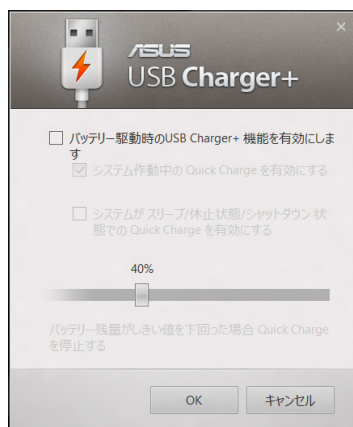 ASUS
USB Charger+
バッテリー駆動時のUSB Charger+ 機能を有効にしま
す
システム作動中の Quick Charge を有効にする
システムが スリープ/休止状態/シャットダウン 状
態での Quick Charge を有効にする
40%
バッテリー残量がしきい値を下回った場合 Quick Charge
を停止する
OK キャンセル